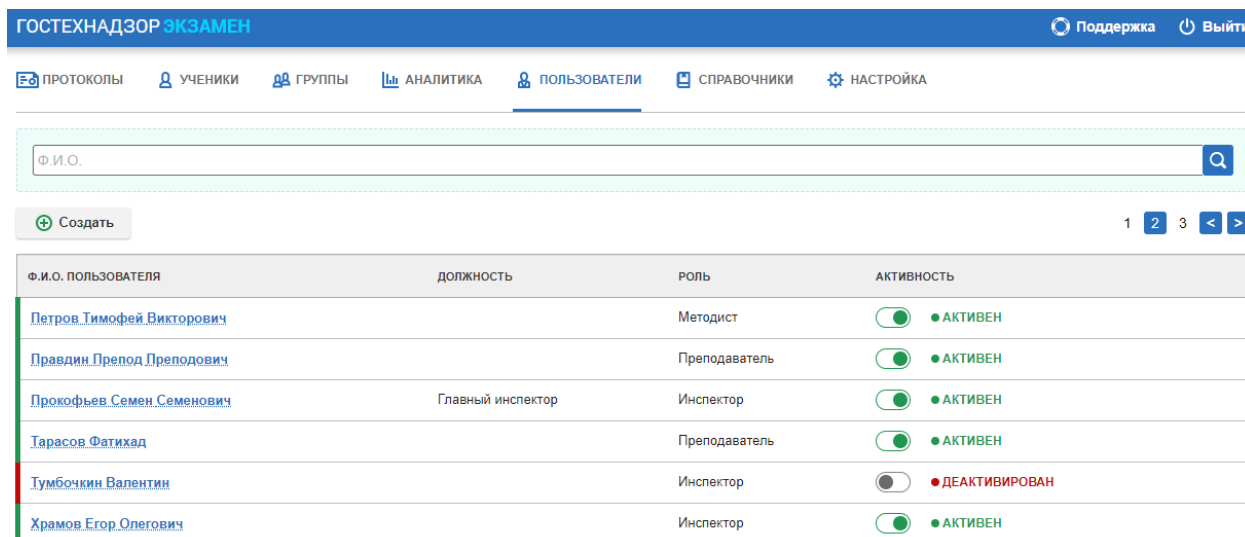 ГОСТЕХНАДЗОР ЭКЗАМЕН Поддержка Выйти
ПРОТОКОЛЫ УЧЕНИКИ ГРУППЫ АНАЛИТИКА ПОЛЬЗОВАТЕЛИ СПРАВОЧНИКИ НАСТРОЙКА
Ф.И.О.
Создать 1 2 3 < >
Ф.И.О. ПОЛЬЗОВАТЕЛЯ ДОЛЖНОСТЬ РОЛЬ АКТИВНОСТЬ
Петров Тимофей Викторович Методист АКТИВЕН
Правдин Препод Преподович Преподаватель АКТИВЕН
Прокофьев Семен Семенович Главный инспектор Инспектор АКТИВЕН
Тарасов Фатихад Преподаватель АКТИВЕН
Тумбочкин Валентин Инспектор ДЕАКТИВИРОВАН
Храмов Егор Олегович Инспектор АКТИВЕН